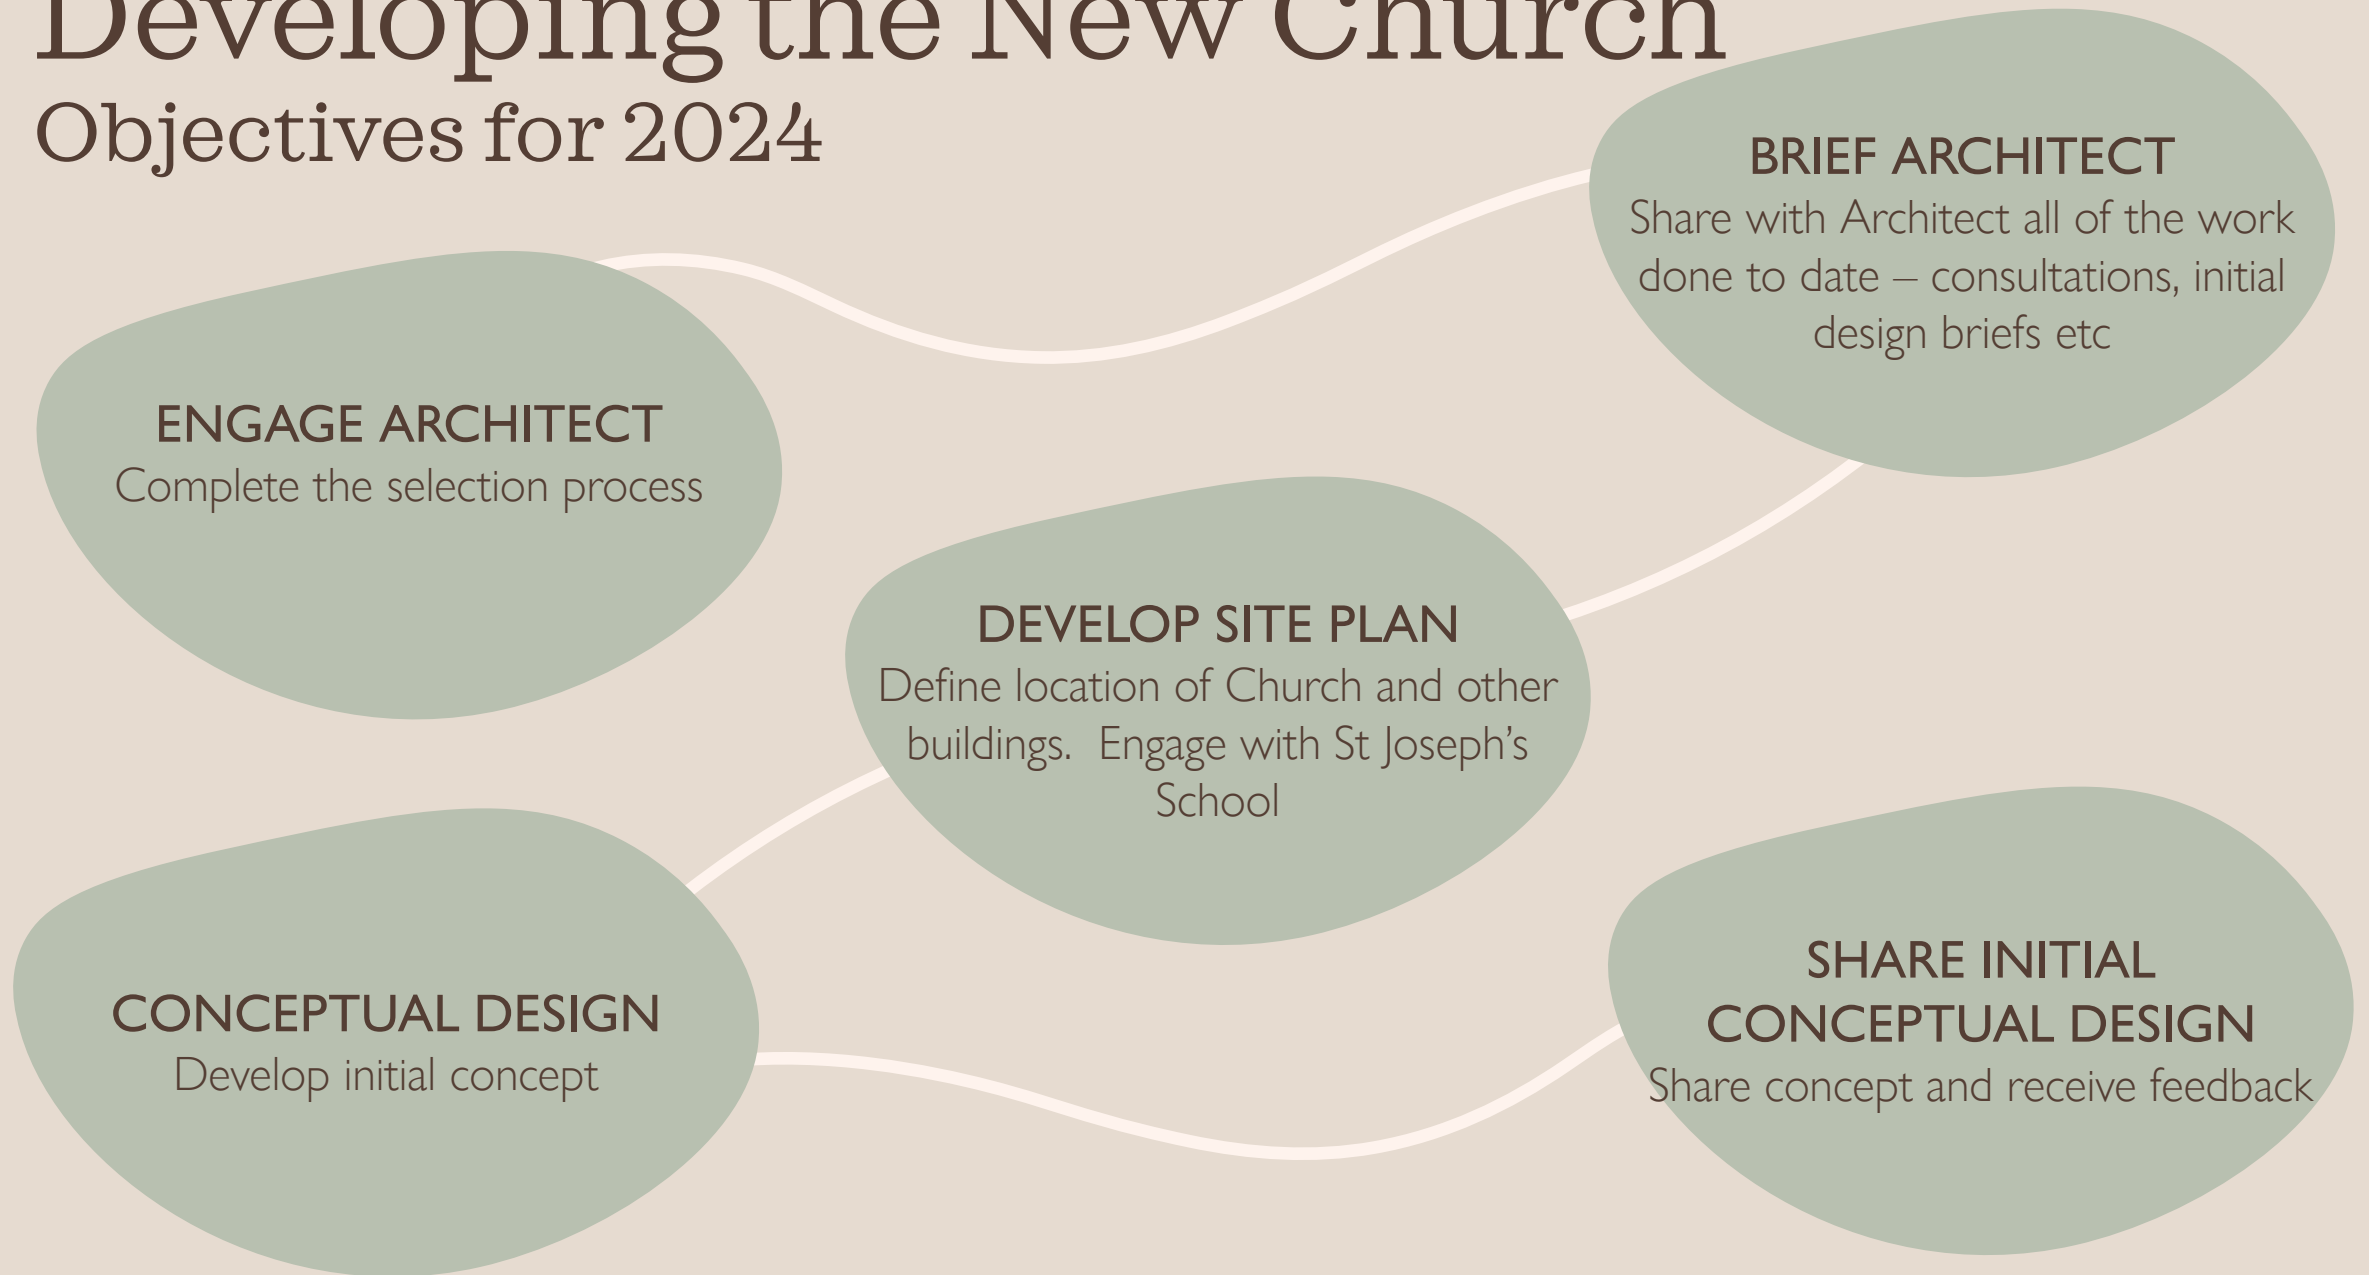 Developing the New Church
Objectives for 2024
ENGAGE ARCHITECT
Complete the selection process
BRIEF ARCHITECT
Share with Architect all of the work
done to date – consultations, initial
design briefs etc
DEVELOP SITE PLAN
Define location of Church and other
buildings.  Engage with St Joseph’s
School
CONCEPTUAL DESIGN
Develop initial concept
SHARE INITIAL
CONCEPTUAL DESIGN
Share concept and receive feedback